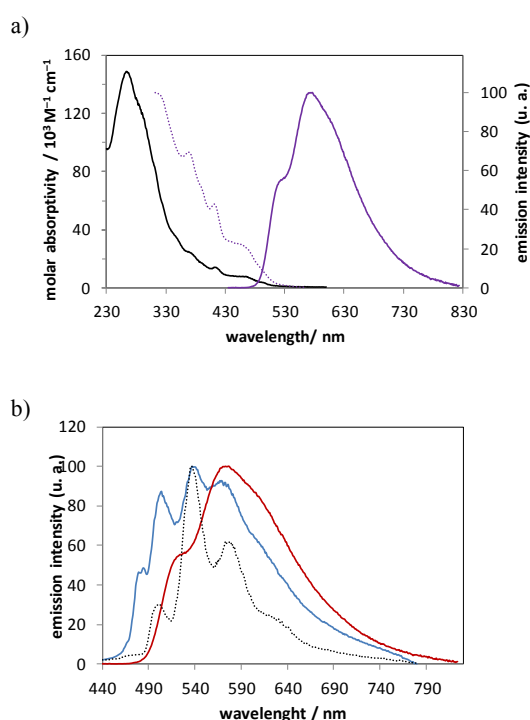 a)
molar absorptivity / 10³ M⁻¹ cm⁻¹
160
120
80
40
0
emission intensity (u. a.)
100
80
60
40
20
0
230 330 430 530 630 730 830
wavelength/ nm
b)
emission intensity (u. a.)
120
100
80
60
40
20
0
440 490 540 590 640 690 740 790
wavelenght/ nm